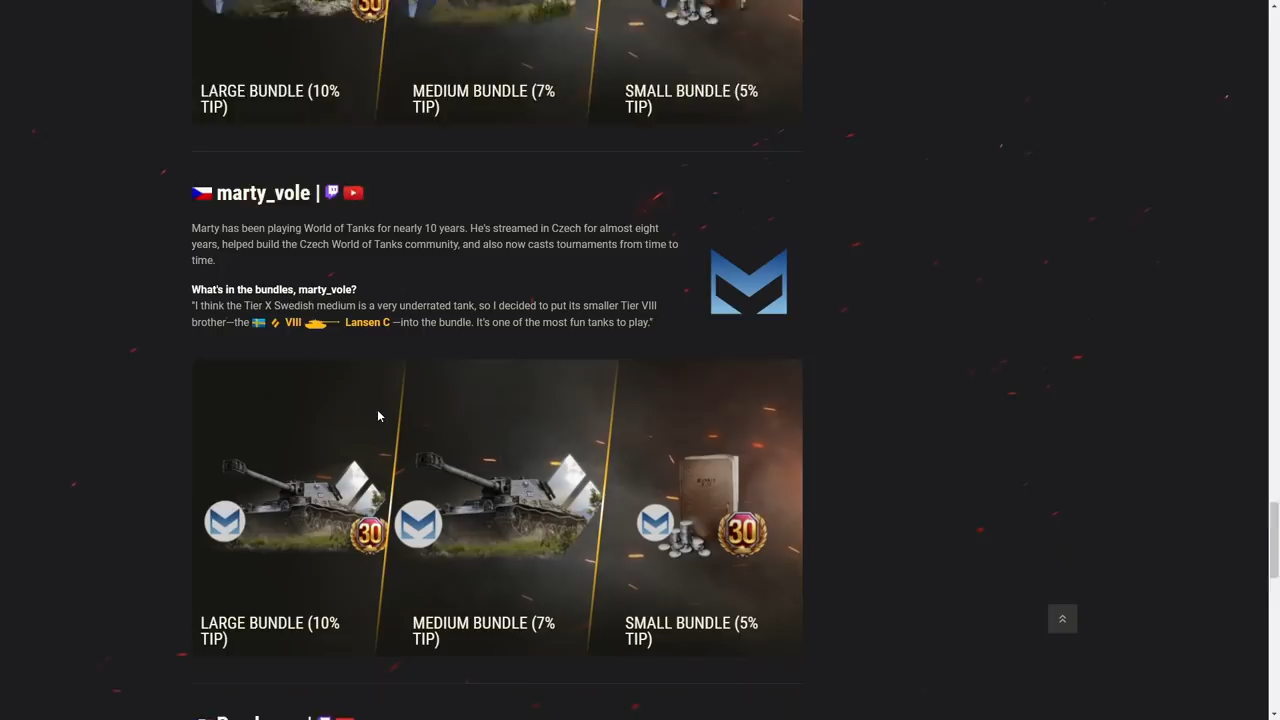 LARGE BUNDLE (10%
TIP)
MEDIUM BUNDLE (7%
TIP)
SMALL BUNDLE (5%
TIP)
marty_vole |
Marty has been playing World of Tanks for nearly 10 years. He's streamed in Czech for almost eight
years, helped build the Czech World of Tanks community, and also now casts tournaments from time to
time.
What's in the bundles, marty_vole?
"I think the Tier X Swedish medium is a very underrated tank, so I decided to put its smaller Tier VIII
brother—the VIII Lansen C —into the bundle. It's one of the most fun tanks to play."
30
30
LARGE BUNDLE (10%
TIP)
MEDIUM BUNDLE (7%
TIP)
SMALL BUNDLE (5%
TIP)